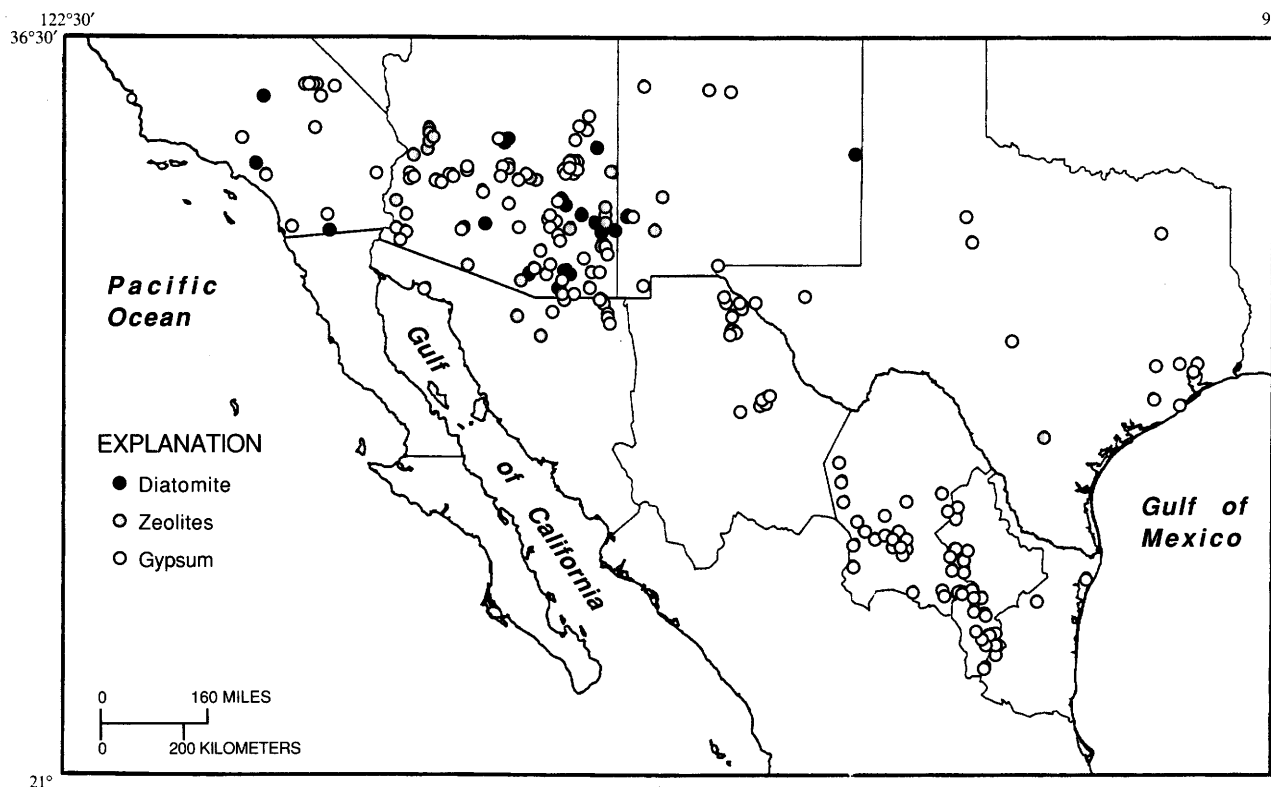 122°30'
9
36°30'
Pacific
Ocean
Gulf
of
California
EXPLANATION
Diatomite
Zeolites
Gypsum
Gulf of
Mexico
0
160 MILES
0
200 KILOMETERS
21°